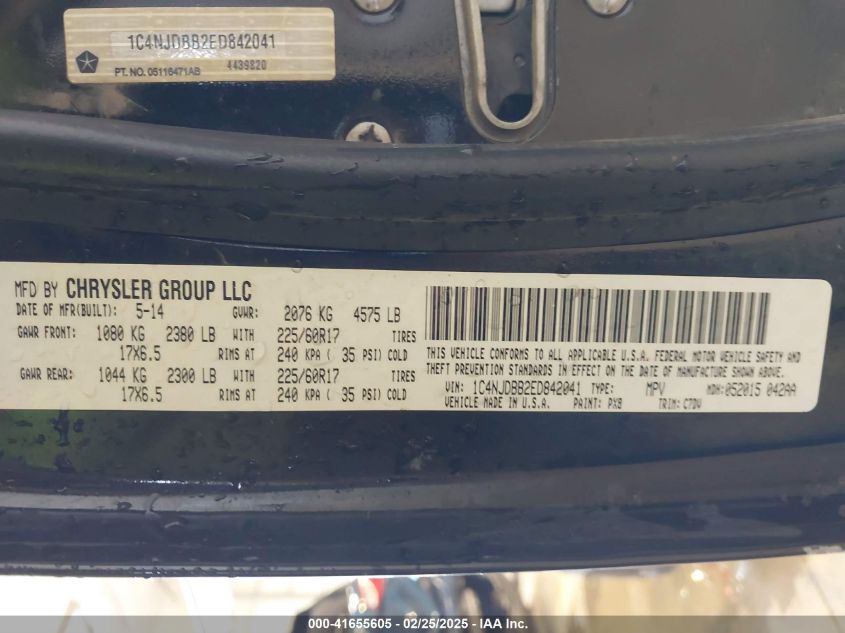 1C4NJDBB2ED842041
PT. NO. 05116471AB 4439820
MFD BY CHRYSLER GROUP LLC
DATE OF MFR(BUILT): 5-14 GVWR: 2076 KG 4575 LB
GAWR FRONT: 1080 KG 2380 LB WITH 225/60R17 TIRES
17X6.5 RIMS AT 240 KPA ( 35 PSI) COLD
GAWR REAR: 1044 KG 2300 LB WITH 225/60R17 TIRES
17X6.5 RIMS AT 240 KPA ( 35 PSI) COLD
THIS VEHICLE CONFORMS TO ALL APPLICABLE U.S.A. FEDERAL MOTOR VEHICLE SAFETY AND
THEFT PREVENTION STANDARDS IN EFFECT ON THE DATE OF MANUFACTURE SHOWN ABOVE.
VIN: 1C4NJDBB2ED842041 TYPE: MPV MDH: 052015 042AA
VEHICLE MADE IN U.S.A. PAINT: PX8 TRIM: C7DV
000-41655605 - 02/25/2025 - IAA Inc.